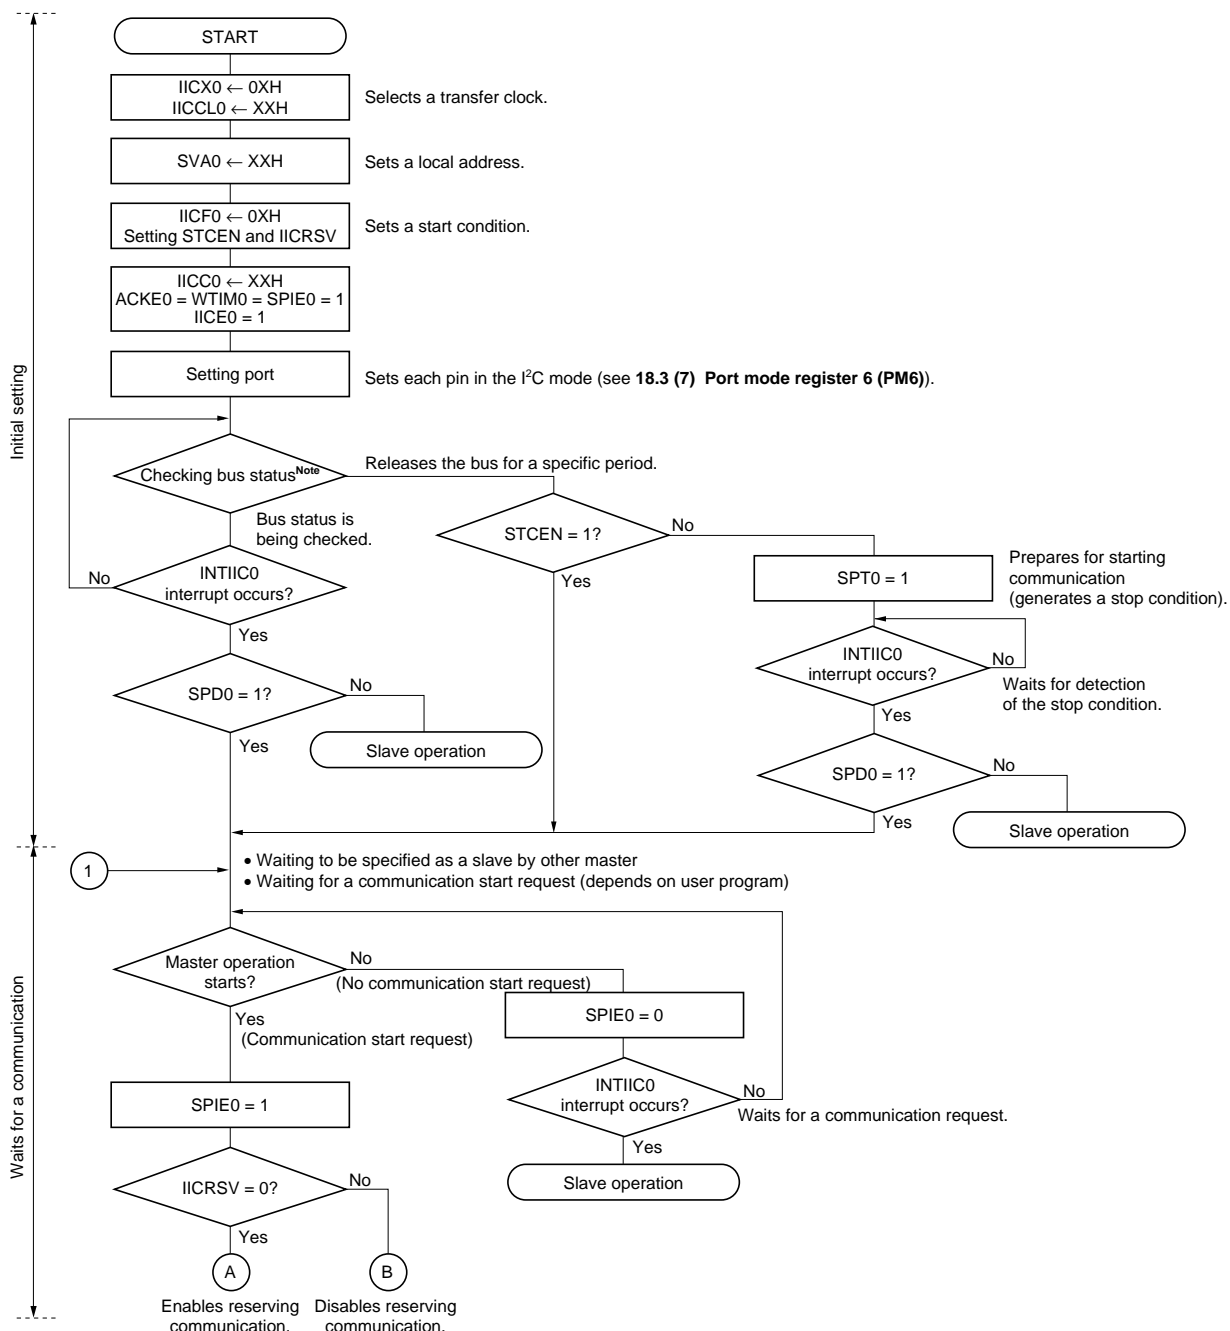 START
IICX0 ← 0XH
IICCL0 ← XXH
Selects a transfer clock.
SVA0 ← XXH
Sets a local address.
IICF0 ← 0XH
Setting STCEN and IICRSV
Sets a start condition.
IICC0 ← XXH
ACKE0 = WTIM0 = SPIE0 = 1
IICE0 = 1
Setting port
Sets each pin in the I²C mode (see 18.3 (7) Port mode register 6 (PM6)).
Initial setting
Checking bus statusNote
Releases the bus for a specific period.
Bus status is
being checked.
STCEN = 1?
No
Yes
INTIIC0
interrupt occurs?
No
Yes
SPT0 = 1
Prepares for starting
communication
(generates a stop condition).
INTIIC0
interrupt occurs?
No
Waits for detection
of the stop condition.
Yes
SPD0 = 1?
No
Yes
Slave operation
SPD0 = 1?
No
Yes
Slave operation
1
• Waiting to be specified as a slave by other master
• Waiting for a communication start request (depends on user program)
Waits for a communication
Master operation
starts?
No
(No communication start request)
Yes
(Communication start request)
SPIE0 = 0
INTIIC0
interrupt occurs?
No
Waits for a communication request.
Yes
Slave operation
SPIE0 = 1
IICRSV = 0?
No
Yes
A
B
Enables reserving
communication.
Disables reserving
communication.